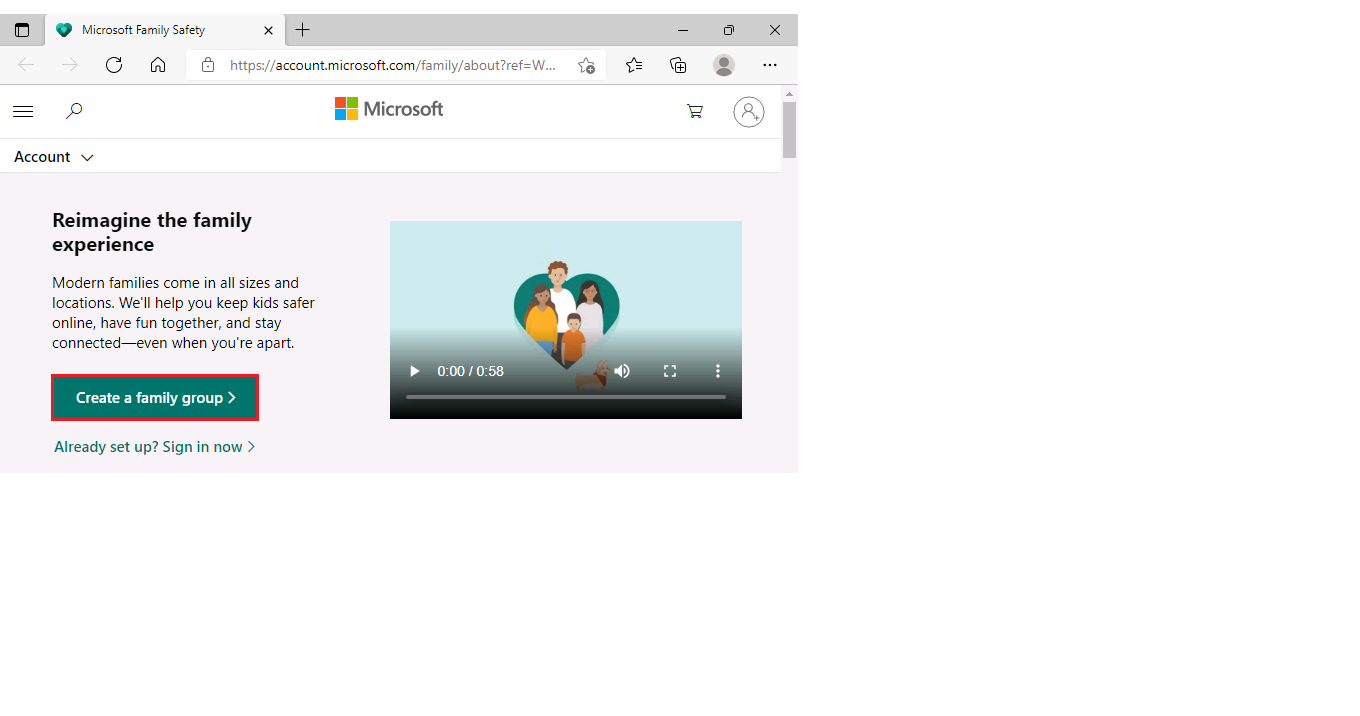 Microsoft Family Safety
https://account.microsoft.com/family/about?ref=W...
Microsoft
Account
Reimagine the family
experience
Modern families come in all sizes and
locations. We'll help you keep kids safer
online, have fun together, and stay
connected—even when you're apart.
0:00 / 0:58
Create a family group
Already set up? Sign in now